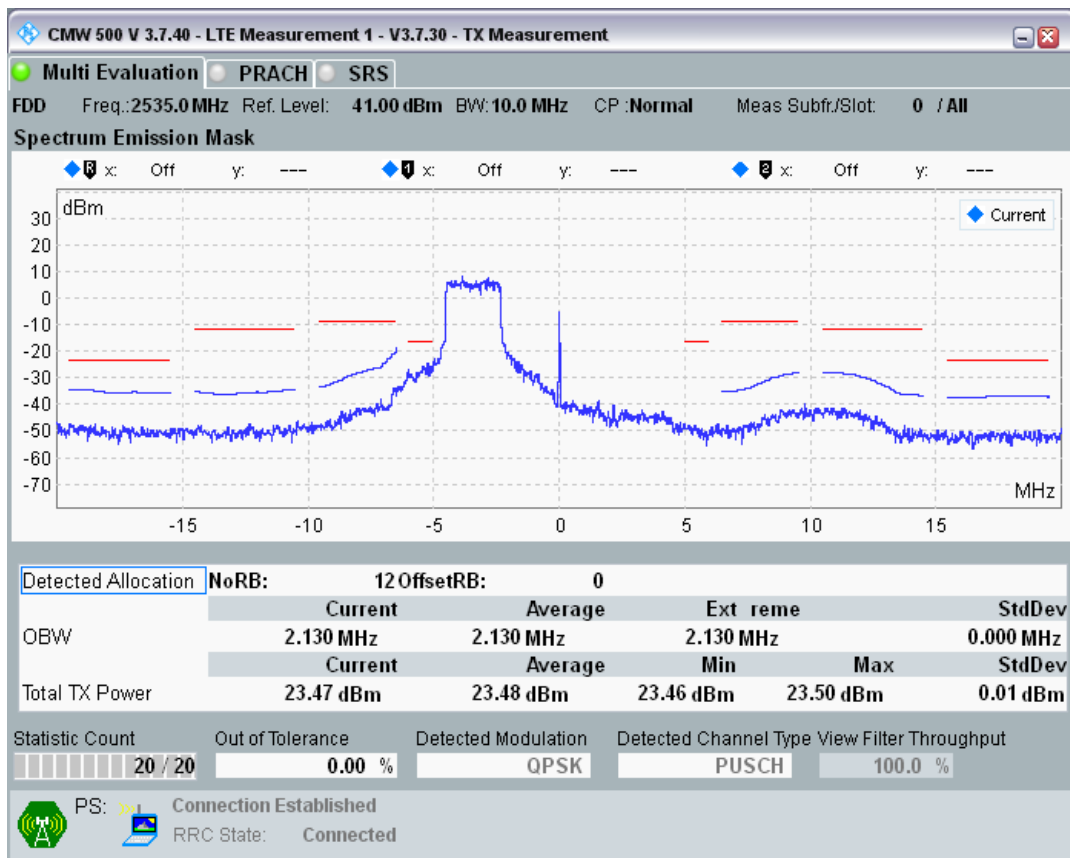 CMW 500 V 3.7.40 - LTE Measurement 1 - V3.7.30 - TX Measurement
Multi Evaluation PRACH SRS
FDD Freq.:2535.0 MHz Ref. Level: 41.00 dBm BW:10.0 MHz CP :Normal Meas Subfr./Slot: 0 / All
Spectrum Emission Mask
R x: Off y: --- 1 x: Off y: --- 2 x: Off y: ---
dBm
Current
30
20
10
0
-10
-20
-30
-40
-50
-60
-70
MHz
-15 -10 -5 0 5 10 15
Detected Allocation NoRB: 12 OffsetRB: 0
Current Average Ext reme StdDev
OBW 2.130 MHz 2.130 MHz 2.130 MHz 0.000 MHz
Current Average Min Max StdDev
Total TX Power 23.47 dBm 23.48 dBm 23.46 dBm 23.50 dBm 0.01 dBm
Statistic Count Out of Tolerance Detected Modulation Detected Channel Type View Filter Throughput
20 / 20 0.00 % QPSK PUSCH 100.0 %
PS: Connection Established
RRC State: Connected